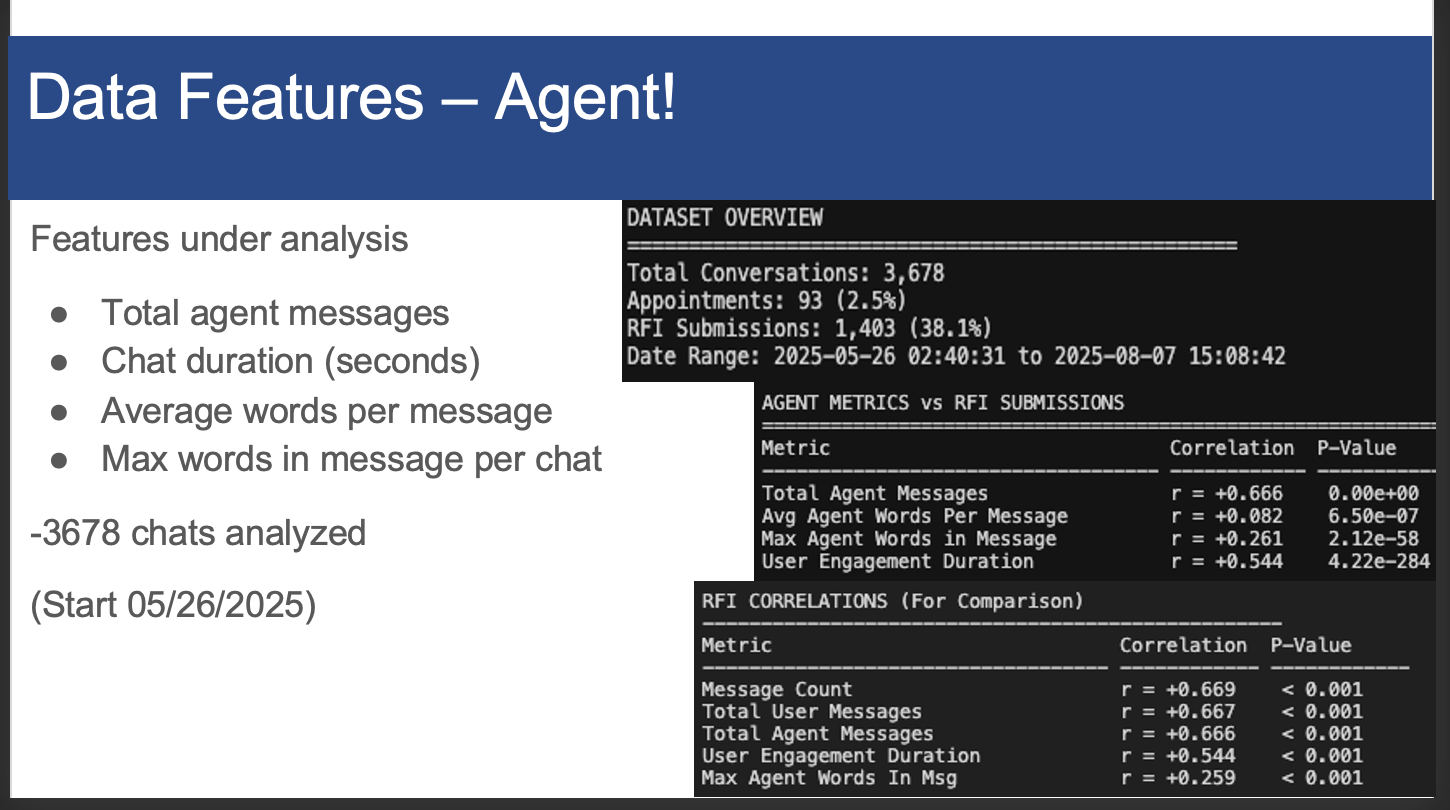 Data Features – Agent!
Features under analysis
● Total agent messages
● Chat duration (seconds)
● Average words per message
● Max words in message per chat
-3678 chats analyzed
(Start 05/26/2025)
DATASET OVERVIEW
Total Conversations: 3,678
Appointments: 93 (2.5%)
RFI Submissions: 1,403 (38.1%)
Date Range: 2025-05-26 02:40:31 to 2025-08-07 15:08:42
AGENT METRICS vs RFI SUBMISSIONS
Metric Correlation P-Value
Total Agent Messages r = +0.666 0.00e+00
Avg Agent Words Per Message r = +0.082 6.50e-07
Max Agent Words in Message r = +0.261 2.12e-58
User Engagement Duration r = +0.544 4.22e-284
RFI CORRELATIONS (For Comparison)
Metric Correlation P-Value
Message Count r = +0.669 < 0.001
Total User Messages r = +0.667 < 0.001
Total Agent Messages r = +0.666 < 0.001
User Engagement Duration r = +0.544 < 0.001
Max Agent Words In Msg r = +0.259 < 0.001